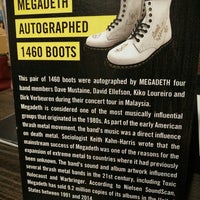 MEGADETH
AUTOGRAPHED
1460 BOOTS
This pair of 1460 boots were autographed by MEGADETH four
band members Dave Mustaine, David Ellefson, Kiko Loureiro and
Dirk Verbeuren during their concert tour in Malaysia.
Megadeth is considered one of the most musically influential
groups that originated in the 1980s. As part of the early American
thrash metal movement, the band's music was a direct influence
on death metal. Sociologist Keith Kahn-Harris wrote that the
mainstream success of Megadeth was one of the reasons for the
expansion of extreme metal to countries where it had previously
been unknown. The band's sound and album artwork influenced
several thrash metal bands in the 21st century, including Toxic
Holocaust and Warbringer. According to Nielsen SoundScan,
Megadeth has sold 9.2 million copies of its albums in the United
States between 1991 and 2014.